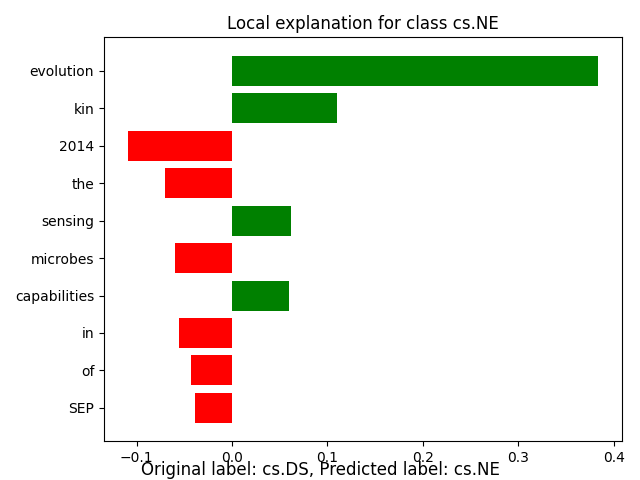 Local explanation for class cs.NE
evolution
kin
2014
the
sensing
microbes
capabilities
in
of
SEP
−0.1 0.0 0.1 0.2 0.3 0.4
Original label: cs.DS, Predicted label: cs.NE